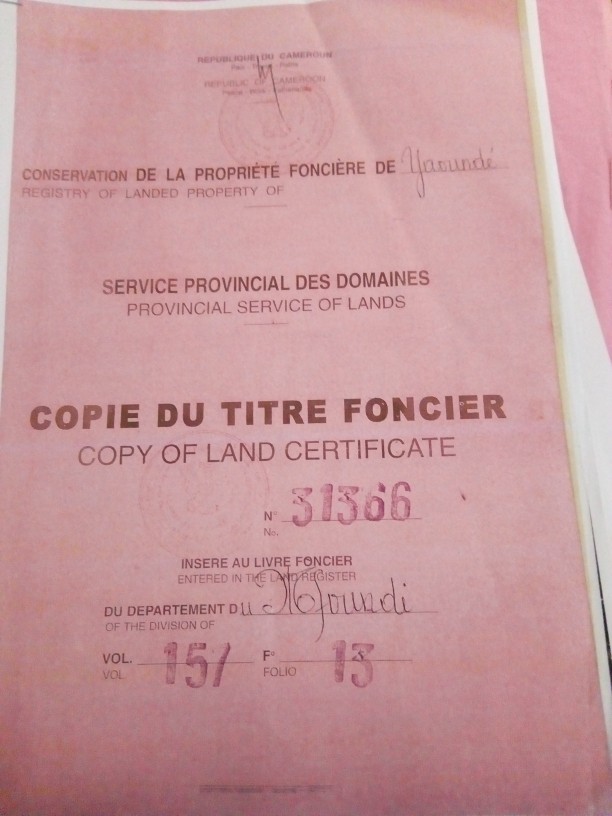 REPUBLIQUE DU CAMEROUN
REPUBLIC OF CAMEROON
CONSERVATION DE LA PROPRIÉTÉ FONCIÈRE DE Yaoundé
REGISTRY OF LANDED PROPERTY OF
SERVICE PROVINCIAL DES DOMAINES
PROVINCIAL SERVICE OF LANDS
COPIE DU TITRE FONCIER
COPY OF LAND CERTIFICATE
N° 31366
No.
INSERE AU LIVRE FONCIER
ENTERED IN THE LAND REGISTER
DU DEPARTEMENT Du Mfoundi
OF THE DIVISION OF
VOL. 157 F° 13
VOL FOLIO